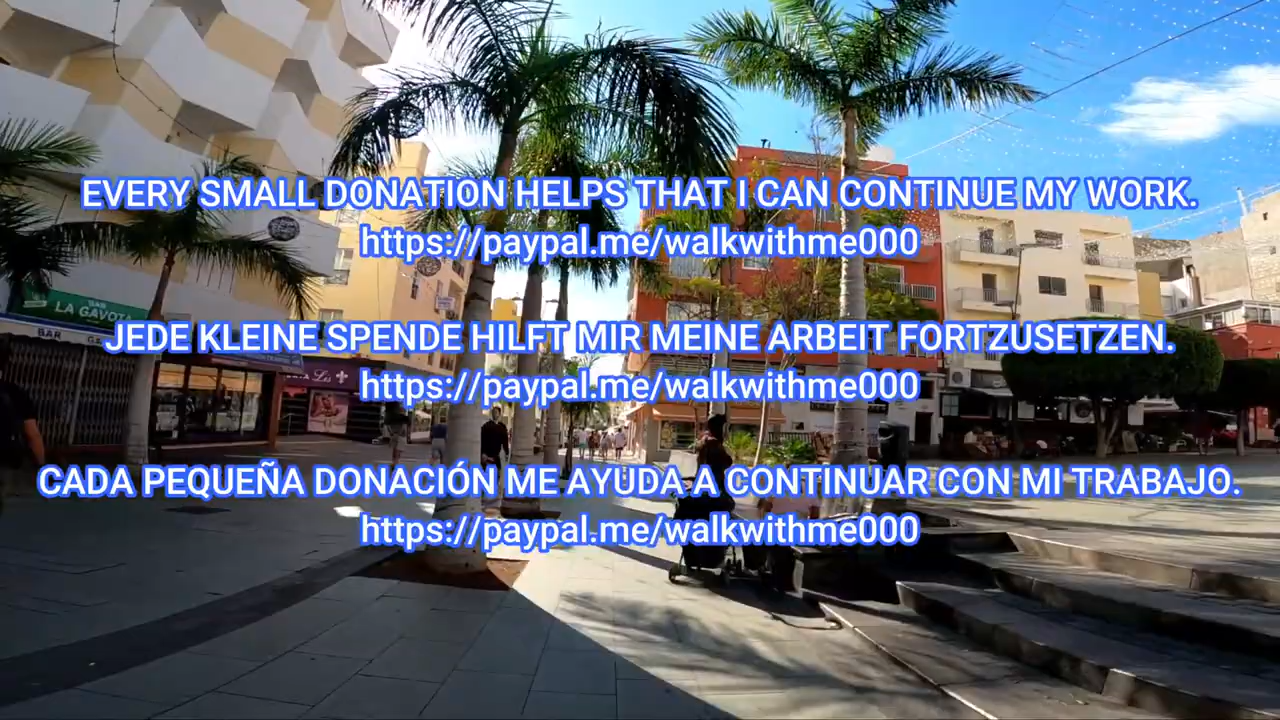 EVERY SMALL DONATION HELPS THAT I CAN CONTINUE MY WORK.
https://paypal.me/walkwithme000
BAR
LA GAVOTA
BAR
JEDE KLEINE SPENDE HILFT MIR MEINE ARBEIT FORTZUSETZEN.
https://paypal.me/walkwithme000
CADA PEQUEÑA DONACIÓN ME AYUDA A CONTINUAR CON MI TRABAJO.
https://paypal.me/walkwithme000